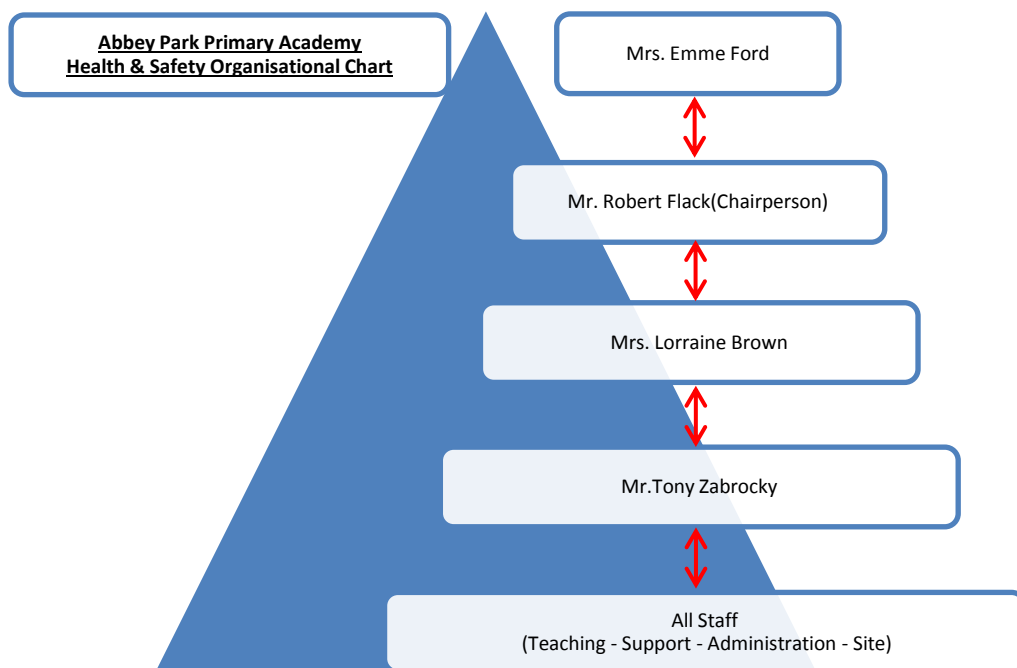 Abbey Park Primary Academy
Health & Safety Organisational Chart
Mrs. Emme Ford
Mr. Robert Flack(Chairperson)
Mrs. Lorraine Brown
Mr.Tony Zabrocky
All Staff
(Teaching - Support - Administration - Site)